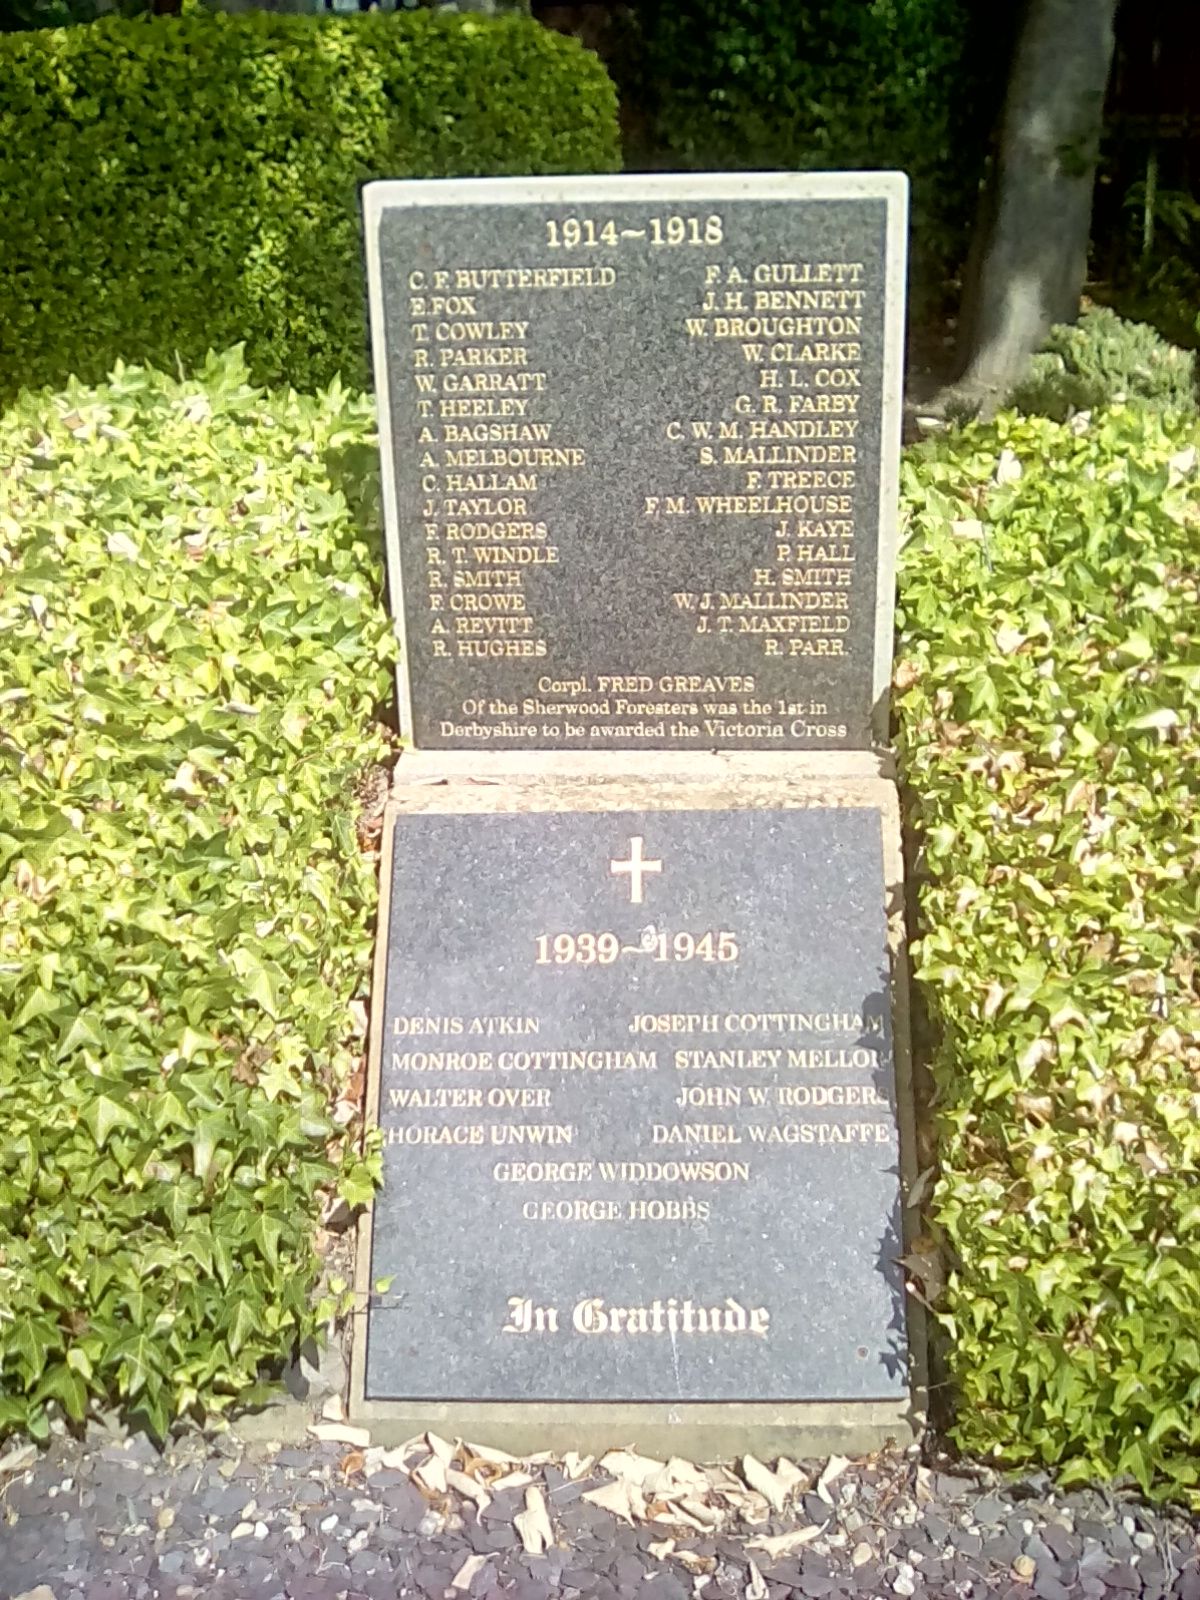 1914~1918
C. F. BUTTERFIELD F. A. GULLETT
E.FOX J. H. BENNETT
T. COWLEY W. BROUGHTON
R. PARKER W. CLARKE
W. GARRATT H. L. COX
T. HEELEY G. R. FARBY
A. BAGSHAW C. W. M. HANDLEY
A. MELBOURNE S. MALLINDER
C. HALLAM F. TREECE
J. TAYLOR F. M. WHEELHOUSE
F. RODGERS J. KAYE
R. T. WINDLE P. HALL
R. SMITH H. SMITH
F. CROWE W. J. MALLINDER
A. REVITT J. T. MAXFIELD
R. HUGHES R. PARR.
Corpl. FRED GREAVES
Of the Sherwood Foresters was the 1st in
Derbyshire to be awarded the Victoria Cross
1939~1945
DENIS ATKIN JOSEPH COTTINGHAM
MONROE COTTINGHAM STANLEY MELLOR
WALTER OVER JOHN W. RODGERS
HORACE UNWIN DANIEL WAGSTAFFE
GEORGE WIDDOWSON
GEORGE HOBBS
In Gratitude